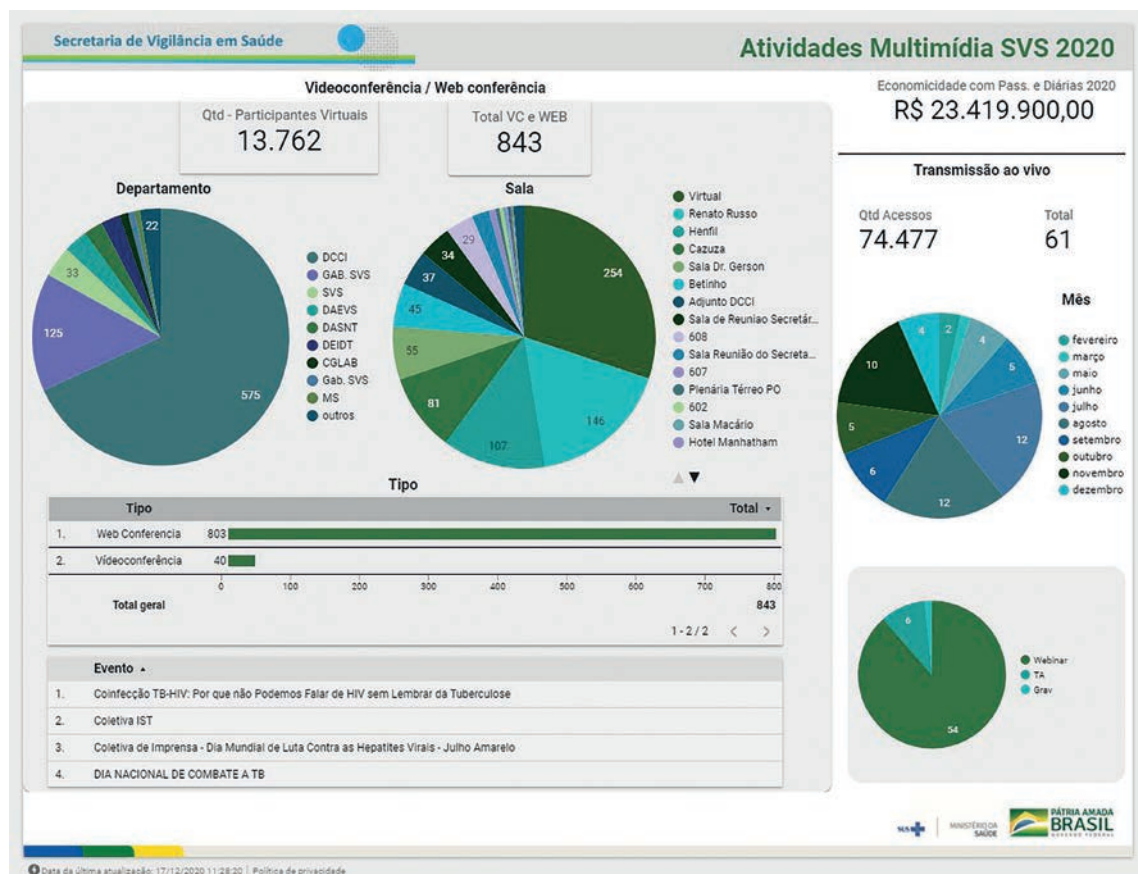 Secretaria de Vigilância em Saúde
Atividades Multimídia SVS 2020
Videoconferência / Web conferência
Qtd - Participantes Virtuais
13.762
Total VC e WEB
843
Economicidade com Pass. e Diárias 2020
R$ 23.419.900,00
Departamento
22
33
125
575
DCCI
GAB. SVS
SVS
DAEVS
DASNT
DEIDT
CGLAB
Gab. SVS
MS
outros
Sala
29
34
37
45
55
81
107
146
254
Virtual
Renato Russo
Henfil
Cazuza
Sala Dr. Gerson
Betinho
Adjunto DCCI
Sala de Reuniao Secretár...
608
Sala Reunião do Secreta...
607
Plenária Térreo PO
602
Sala Macário
Hotel Manhatham
Transmissão ao vivo
Qtd Acessos
74.477
Total
61
Mês
4
2
4
5
12
12
6
5
10
fevereiro
março
maio
junho
julho
agosto
setembro
outubro
novembro
dezembro
Tipo
Tipo Total
1. Web Conferencia 803
2. Vídeoconferência 40
0 100 200 300 400 500 600 700 800
Total geral 843
1 - 2 / 2 < >
Evento
1. Coinfecção TB-HIV: Por que não Podemos Falar de HIV sem Lembrar da Tuberculose
2. Coletiva IST
3. Coletiva de Imprensa - Dia Mundial de Luta Contra as Hepatites Virais - Julho Amarelo
4. DIA NACIONAL DE COMBATE A TB
6
54
Webinar
TA
Grav
SUS
MINISTÉRIO DA
SAÚDE
PÁTRIA AMADA
BRASIL
GOVERNO FEDERAL
Data da última atualização: 17/12/2020 11:28:20 | Política de privacidade